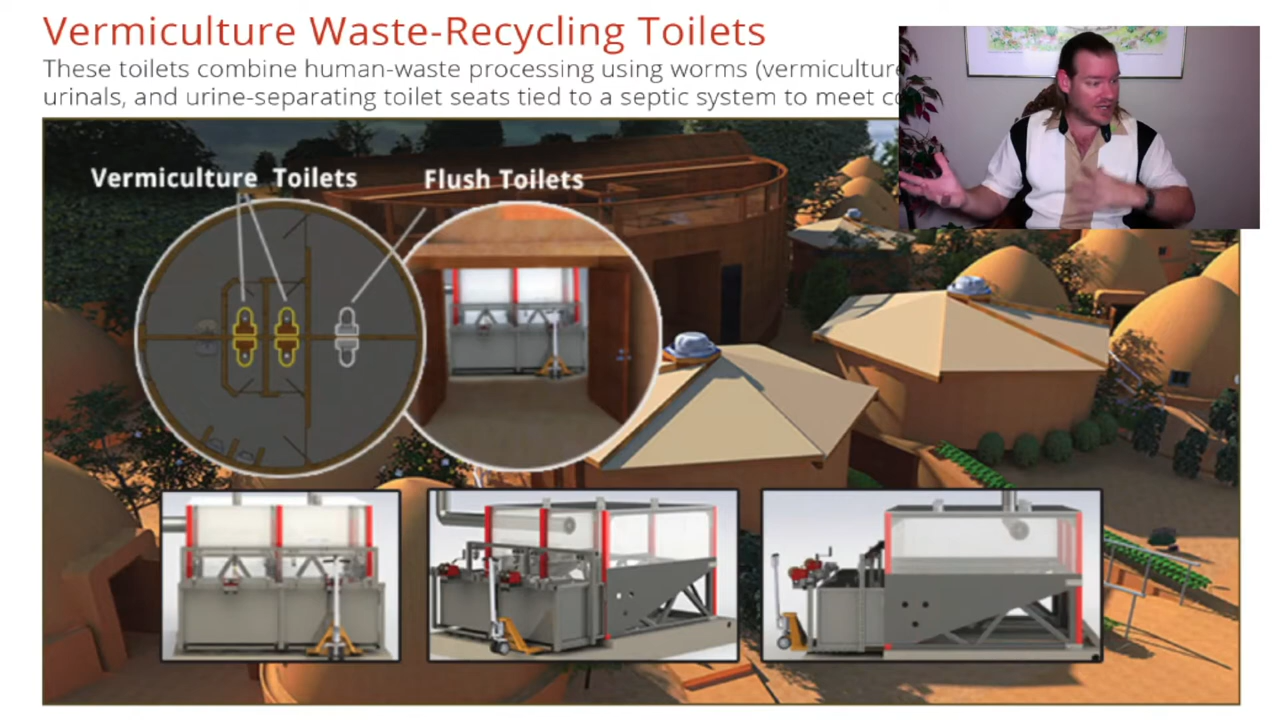 Vermiculture Waste-Recycling Toilets
These toilets combine human-waste processing using worms (vermiculture
urinals, and urine-separating toilet seats tied to a septic system to meet
Vermiculture Toilets
Flush Toilets